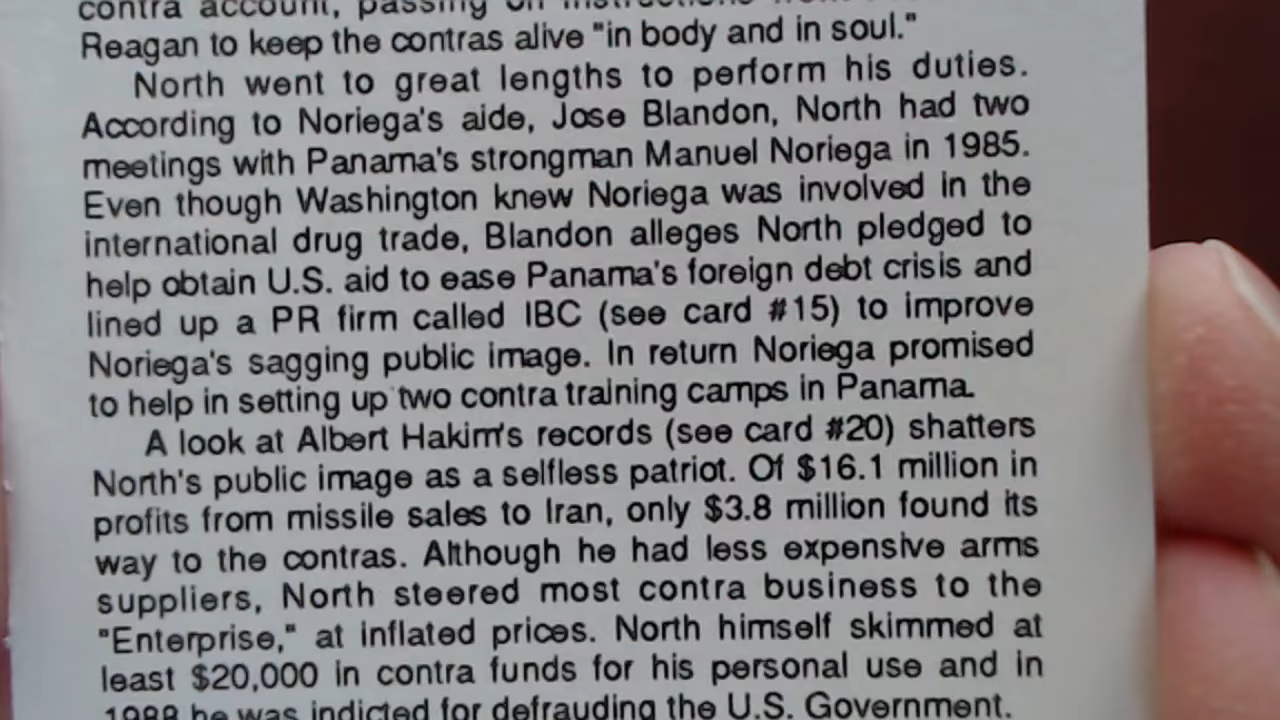 contra account, passing on instructions
Reagan to keep the contras alive "in body and in soul."
North went to great lengths to perform his duties.
According to Noriega's aide, Jose Blandon, North had two
meetings with Panama's strongman Manuel Noriega in 1985.
Even though Washington knew Noriega was involved in the
international drug trade, Blandon alleges North pledged to
help obtain U.S. aid to ease Panama's foreign debt crisis and
lined up a PR firm called IBC (see card #15) to improve
Noriega's sagging public image. In return Noriega promised
to help in setting up two contra training camps in Panama.
A look at Albert Hakim's records (see card #20) shatters
North's public image as a selfless patriot. Of $16.1 million in
profits from missile sales to Iran, only $3.8 million found its
way to the contras. Although he had less expensive arms
suppliers, North steered most contra business to the
"Enterprise," at inflated prices. North himself skimmed at
least $20,000 in contra funds for his personal use and in
1988 he was indicted for defrauding the U.S. Government.